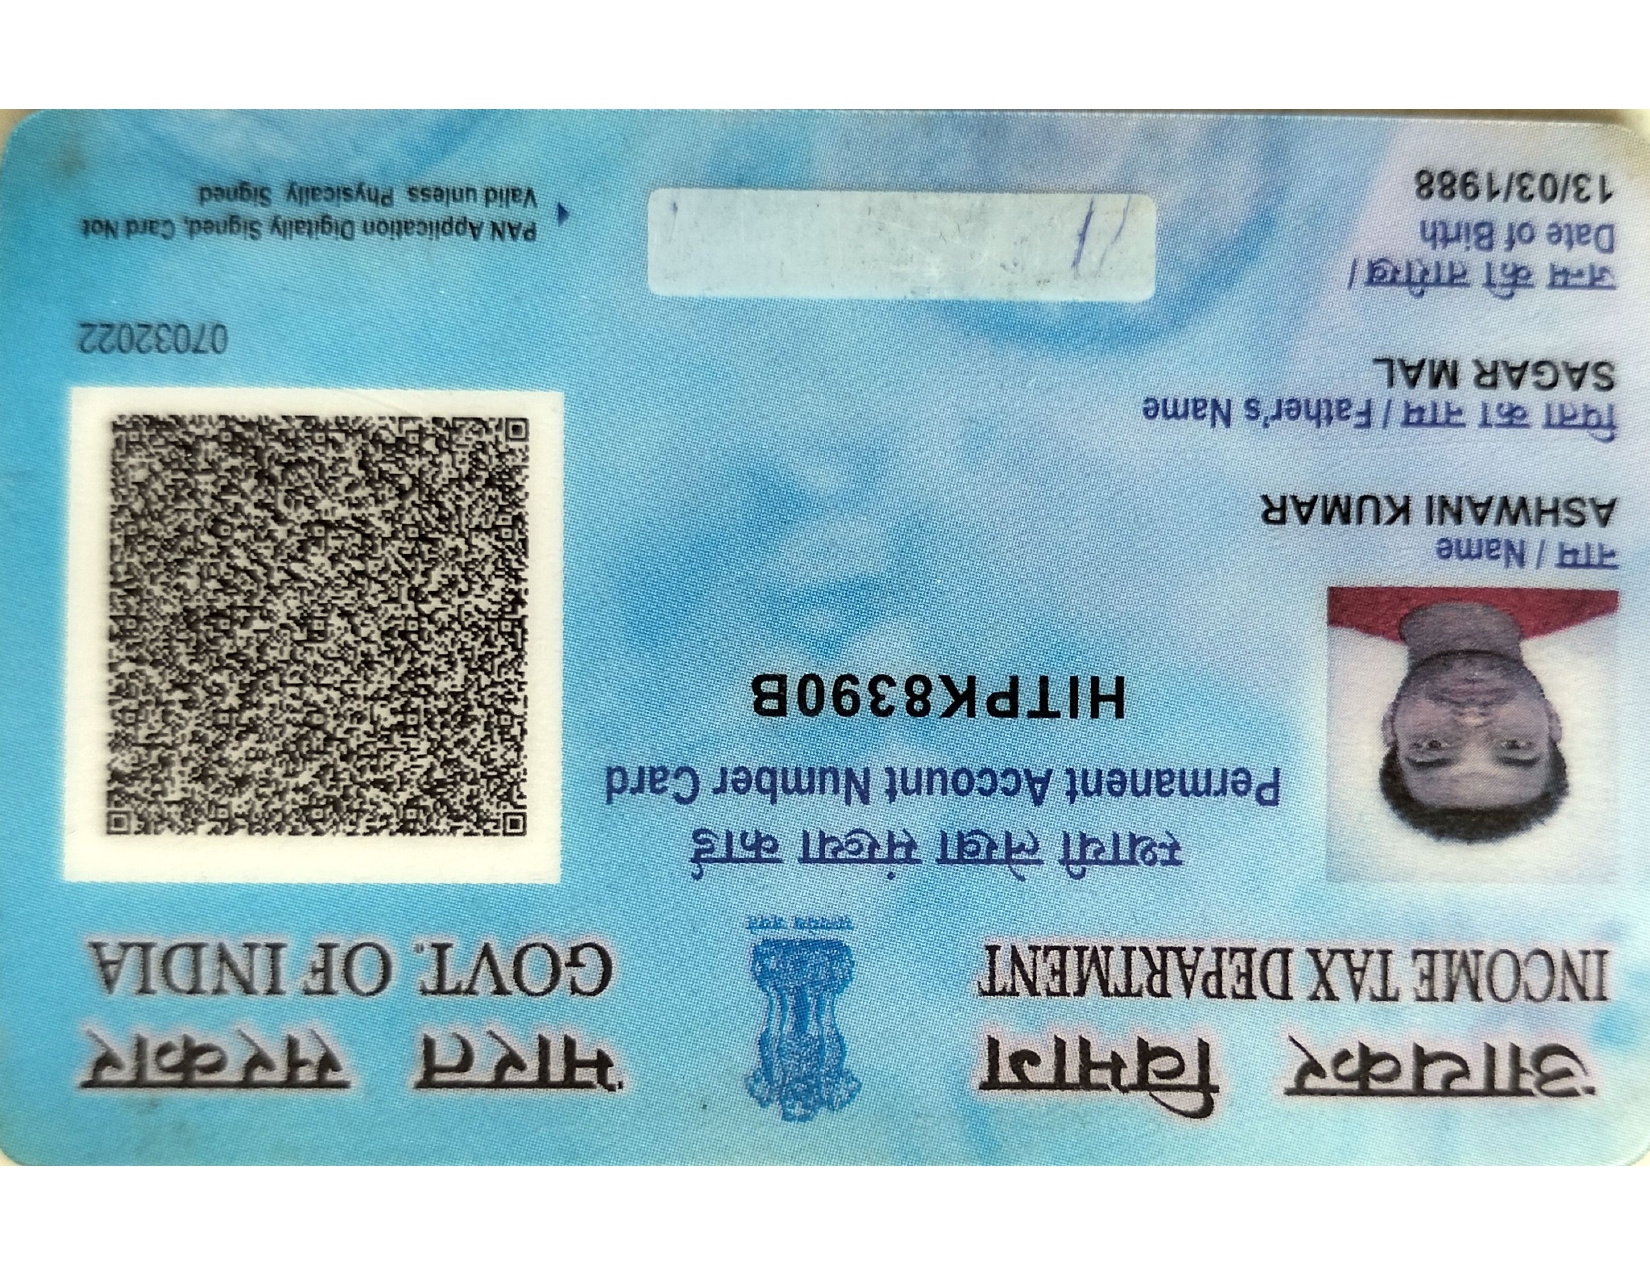 आयकर विभाग
INCOME TAX DEPARTMENT
सत्यमेव जयते
भारत सरकार
GOVT. OF INDIA
स्थायी लेखा संख्या कार्ड
Permanent Account Number Card
HITPK8390B
नाम / Name
ASHWANI KUMAR
पिता का नाम / Father's Name
SAGAR MAL
जन्म की तारीख /
Date of Birth
13/03/1988
07032022
PAN Application Digitally Signed, Card Not
Valid unless Physically Signed